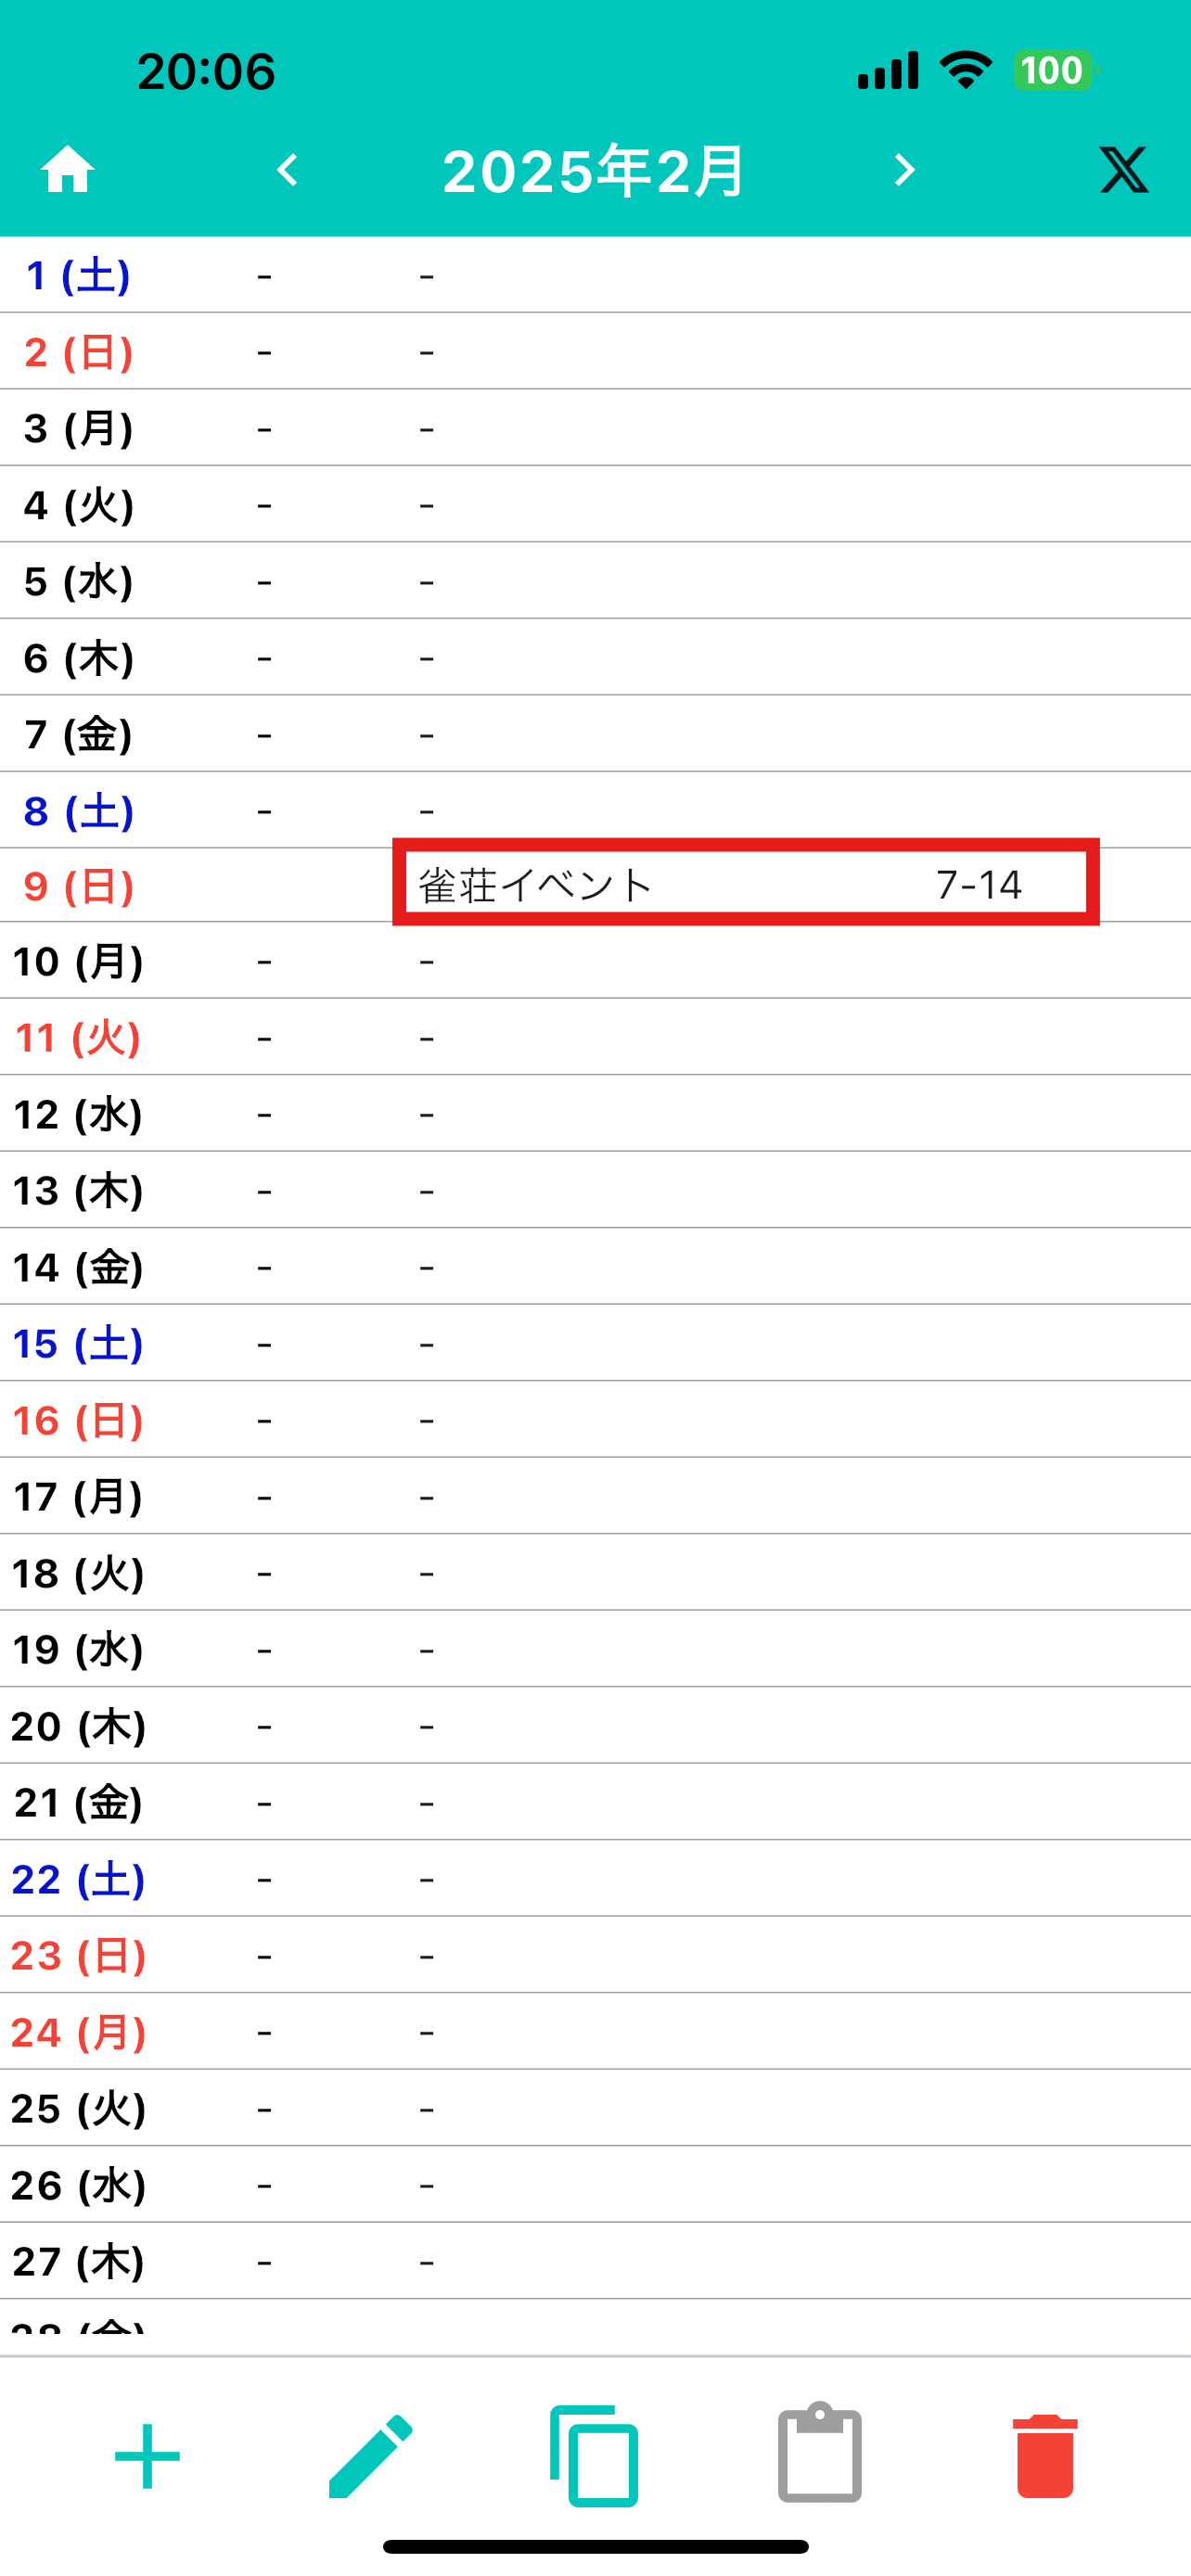 20:06 100
2025年2月
1 (土) - -
2 (日) - -
3 (月) - -
4 (火) - -
5 (水) - -
6 (木) - -
7 (金) - -
8 (土) - -
9 (日) 雀荘イベント 7-14
10 (月) - -
11 (火) - -
12 (水) - -
13 (木) - -
14 (金) - -
15 (土) - -
16 (日) - -
17 (月) - -
18 (火) - -
19 (水) - -
20 (木) - -
21 (金) - -
22 (土) - -
23 (日) - -
24 (月) - -
25 (火) - -
26 (水) - -
27 (木) - -
28 (金)